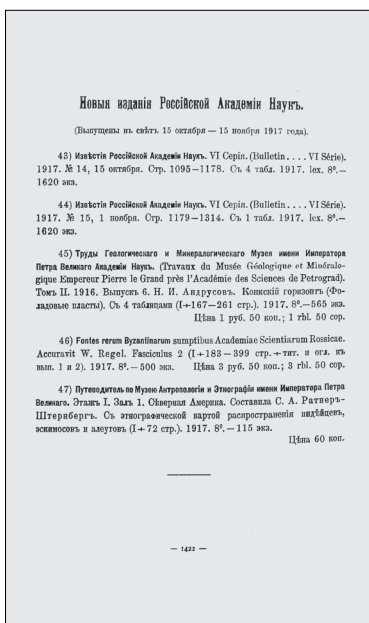 Новыя изданія Россійской Академіи Наукъ.
(Выпущены въ свѣтъ 15 октября — 15 ноября 1917 года).
43) Извѣстія Россійской Академіи Наукъ. VI Серія. (Bulletin . . . . VI Série).
1917. № 14, 15 октября. Стр. 1095—1178. Съ 4 табл. 1917. lex. 8⁰.—
1620 экз.
44) Извѣстія Россійской Академіи Наукъ. VI Серія. (Bulletin . . . . VI Série).
1917. № 15, 1 ноября. Стр. 1179—1314. Съ 1 табл. 1917. lex. 8⁰.—
1620 экз.
45) Труды Геологическаго и Минералогическаго Музея имени Императора
Петра Великаго Академіи Наукъ. (Travaux du Musée Géologique et Minéralo-
gique Empereur Pierre le Grand près l'Académie des Sciences de Petrograd).
Томъ II. 1916. Выпускъ 6. Н. И. Андрусовъ. Конкскій горизонтъ (Фо-
ладовые пласты). Съ 4 таблицами (I+167—261 стр.). 1917. 8⁰.—565 экз.
Цѣна 1 руб. 50 коп.; 1 rbl. 50 cop.
46) Fontes rerum Byzantinarum sumptibus Academiae Scientiarum Rossicae.
Accuravit W. Regel. Fasciculus 2 (I+183—399 стр.+тит. и огл. къ
вып. 1 и 2). 1917. 8⁰.—500 экз. Цѣна 3 руб. 50 коп.; 3 rbl. 50 cop.
47) Путеводитель по Музею Антропологіи и Этнографіи имени Императора Петра
Великаго. Этажъ I. Залъ 1. Сѣверная Америка. Составила С. А. Ратнеръ-
Штернбергъ. Съ этнографической картой распространенія индѣйцевъ,
эскимосовъ и алеутовъ (I+72 стр.). 1917. 8⁰.—115 экз.
Цѣна 60 коп.
— 1422 —